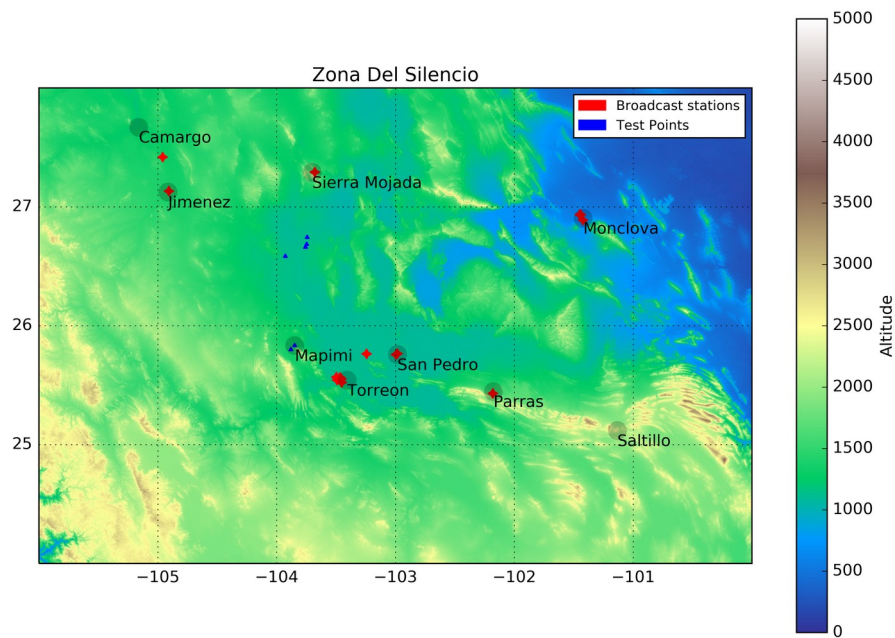 Zona Del Silencio
Broadcast stations
Test Points
Camargo
Jimenez
Sierra Mojada
Monclova
Mapimi
San Pedro
Torreon
Parras
Saltillo
27
26
25
−105
−104
−103
−102
−101
5000
4500
4000
3500
3000
2500
2000
1500
1000
500
0
Altitude